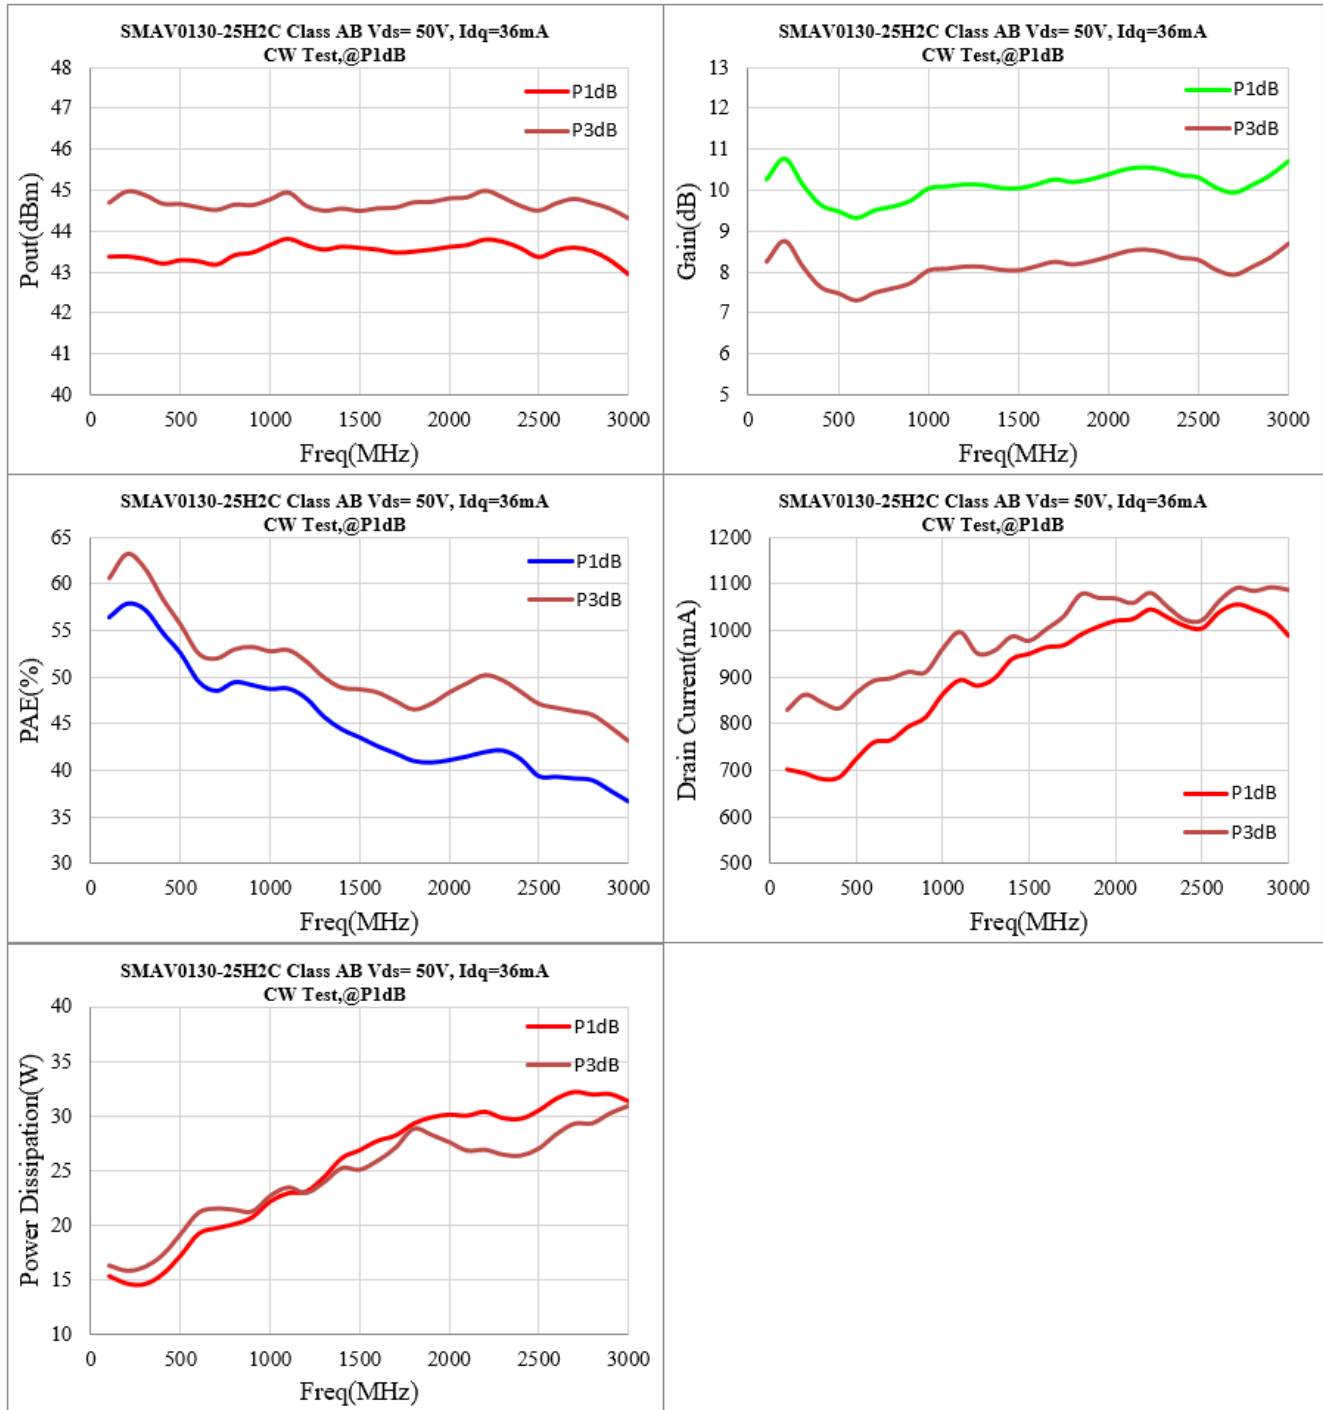 SMAV0130-25H2C Class AB Vds= 50V, Idq=36mA
CW Test,@P1dB
48
47
46
45
44
43
42
41
40
Pout(dBm)
P1dB
P3dB
0 500 1000 1500 2000 2500 3000
Freq(MHz)
SMAV0130-25H2C Class AB Vds= 50V, Idq=36mA
CW Test,@P1dB
13
12
11
10
9
8
7
6
5
Gain(dB)
P1dB
P3dB
0 500 1000 1500 2000 2500 3000
Freq(MHz)
SMAV0130-25H2C Class AB Vds= 50V, Idq=36mA
CW Test,@P1dB
65
60
55
50
45
40
35
30
PAE(%)
P1dB
P3dB
0 500 1000 1500 2000 2500 3000
Freq(MHz)
SMAV0130-25H2C Class AB Vds= 50V, Idq=36mA
CW Test,@P1dB
1200
1100
1000
900
800
700
600
500
Drain Current(mA)
P1dB
P3dB
0 500 1000 1500 2000 2500 3000
Freq(MHz)
SMAV0130-25H2C Class AB Vds= 50V, Idq=36mA
CW Test,@P1dB
40
35
30
25
20
15
10
Power Dissipation(W)
P1dB
P3dB
0 500 1000 1500 2000 2500 3000
Freq(MHz)